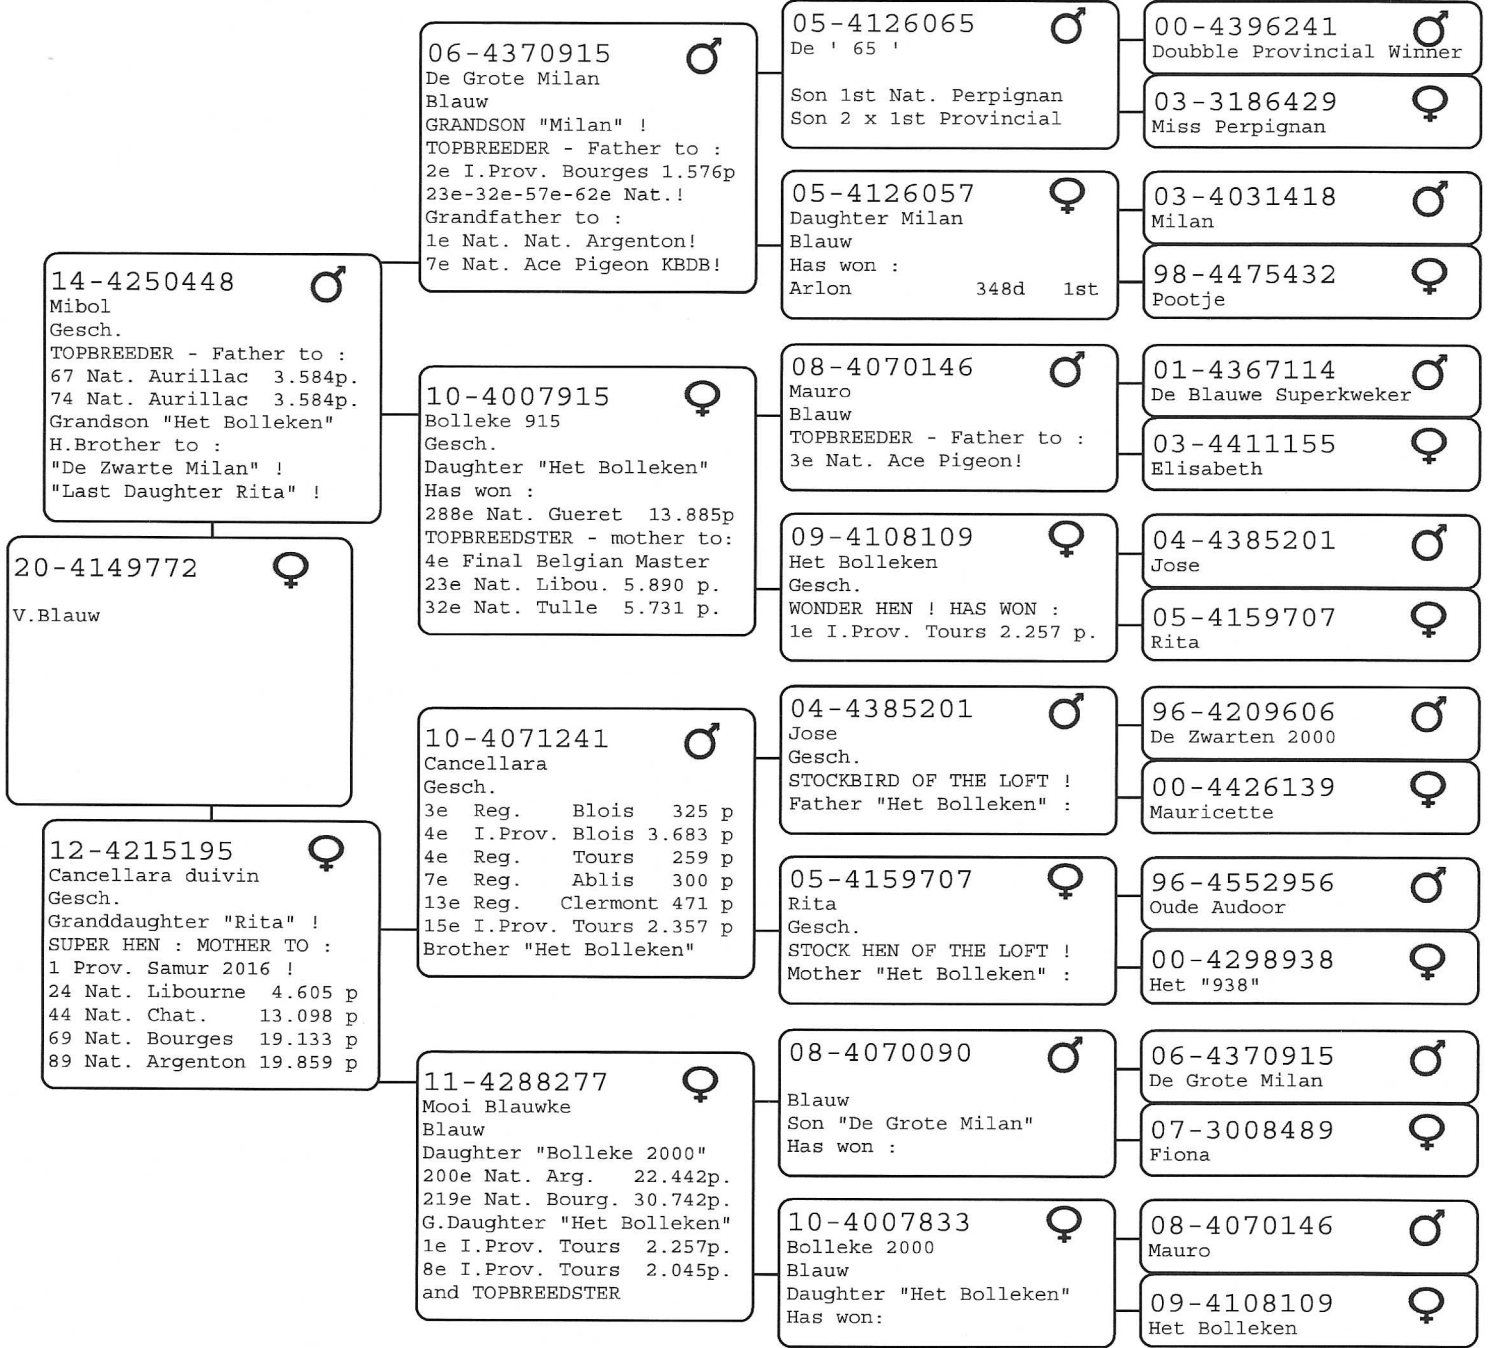 20-4149772
V.Blauw
14-4250448
Mibol
Gesch.
TOPBREEDER - Father to :
67 Nat. Aurillac 3.584p.
74 Nat. Aurillac 3.584p.
Grandson "Het Bolleken"
H.Brother to :
"De Zwarte Milan" !
"Last Daughter Rita" !
12-4215195
Cancellara duivin
Gesch.
Granddaughter "Rita" !
SUPER HEN : MOTHER TO :
1 Prov. Samur 2016 !
24 Nat. Libourne 4.605 p
44 Nat. Chat. 13.098 p
69 Nat. Bourges 19.133 p
89 Nat. Argenton 19.859 p
06-4370915
De Grote Milan
Blauw
GRANDSON "Milan" !
TOPBREEDER - Father to :
2e I.Prov. Bourges 1.576p
23e-32e-57e-62e Nat.!
Grandfather to :
1e Nat. Nat. Argenton!
7e Nat. Ace Pigeon KBDB!
10-4007915
Bolleke 915
Gesch.
Daughter "Het Bolleken"
Has won :
288e Nat. Gueret 13.885p
TOPBREEDSTER - mother to:
4e Final Belgian Master
23e Nat. Libou. 5.890 p.
32e Nat. Tulle 5.731 p.
10-4071241
Cancellara
Gesch.
3e Reg. Blois 325 p
4e I.Prov. Blois 3.683 p
4e Reg. Tours 259 p
7e Reg. Ablis 300 p
13e Reg. Clermont 471 p
15e I.Prov. Tours 2.357 p
Brother "Het Bolleken"
11-4288277
Mooi Blauwke
Blauw
Daughter "Bolleke 2000"
200e Nat. Arg. 22.442p.
219e Nat. Bourg. 30.742p.
G.Daughter "Het Bolleken"
1e I.Prov. Tours 2.257p.
8e I.Prov. Tours 2.045p.
and TOPBREEDSTER
05-4126065
De ' 65 '
Son 1st Nat. Perpignan
Son 2 x 1st Provincial
05-4126057
Daughter Milan
Blauw
Has won :
Arlon 348d 1st
08-4070146
Mauro
Blauw
TOPBREEDER - Father to :
3e Nat. Ace Pigeon!
09-4108109
Het Bolleken
Gesch.
WONDER HEN ! HAS WON :
1e I.Prov. Tours 2.257 p.
04-4385201
Jose
Gesch.
STOCKBIRD OF THE LOFT !
Father "Het Bolleken" :
05-4159707
Rita
Gesch.
STOCK HEN OF THE LOFT !
Mother "Het Bolleken" :
08-4070090
Blauw
Son "De Grote Milan"
Has won :
10-4007833
Bolleke 2000
Blauw
Daughter "Het Bolleken"
Has won:
00-4396241
Doubble Provincial Winner
03-3186429
Miss Perpignan
03-4031418
Milan
98-4475432
Pootje
01-4367114
De Blauwe Superkweker
03-4411155
Elisabeth
04-4385201
Jose
05-4159707
Rita
96-4209606
De Zwarten 2000
00-4426139
Mauricette
96-4552956
Oude Audoor
00-4298938
Het "938"
06-4370915
De Grote Milan
07-3008489
Fiona
08-4070146
Mauro
09-4108109
Het Bolleken